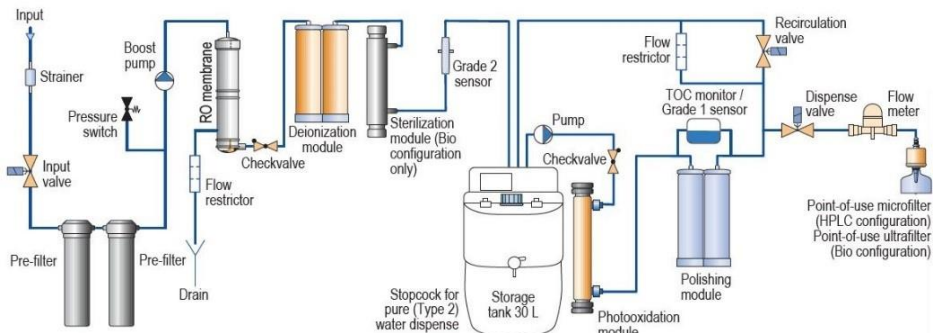 Input
Strainer
Input
valve
Pre-filter
Pre-filter
Pressure
switch
Boost
pump
RO membrane
Flow
restrictor
Drain
Checkvalve
Deionization
module
Sterilization
module (Bio
configuration
only)
Grade 2
sensor
Stopcock for
pure (Type 2)
water dispense
Storage
tank 30 L
Pump
Checkvalve
Photooxidation
module
Flow
restrictor
Recirculation
valve
TOC monitor /
Grade 1 sensor
Polishing
module
Dispense
valve
Flow
meter
Point-of-use microfilter
(HPLC configuration)
Point-of-use ultrafilter
(Bio configuration)